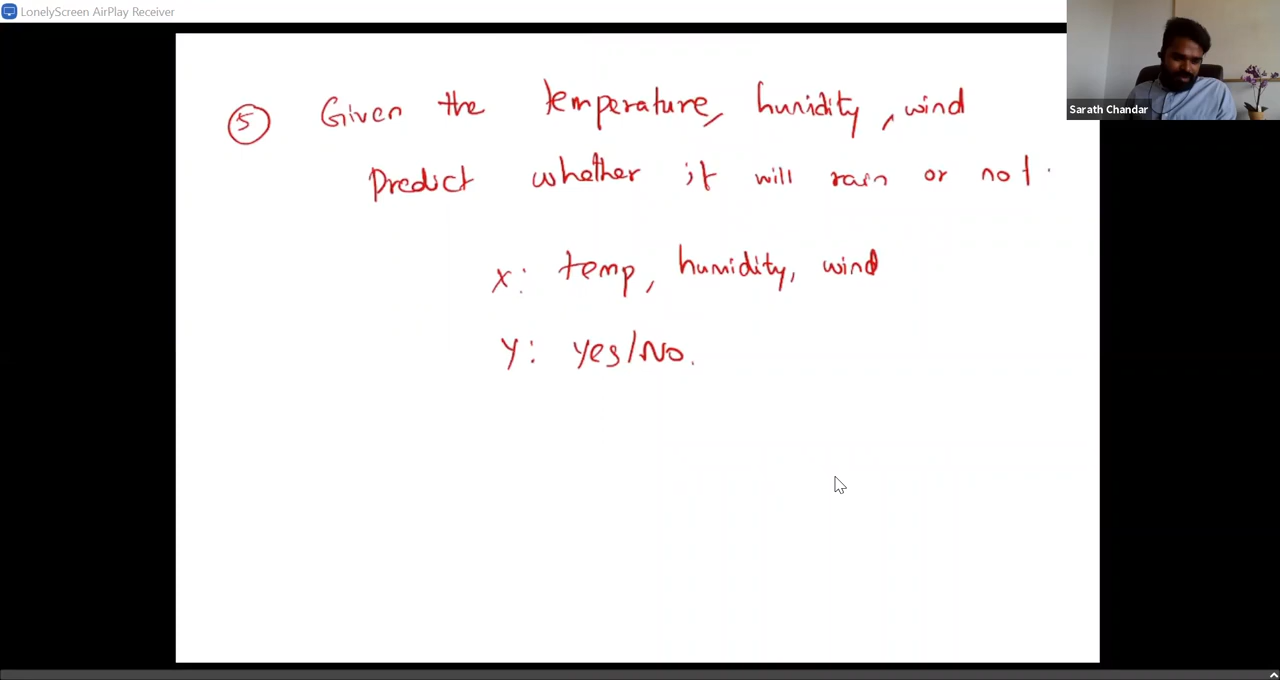 LonelyScreen AirPlay Receiver
Sarath Chandar
5 Given the temperature, humidity, wind
Predict whether it will rain or not.
x: temp, humidity, wind
y: Yes/No.